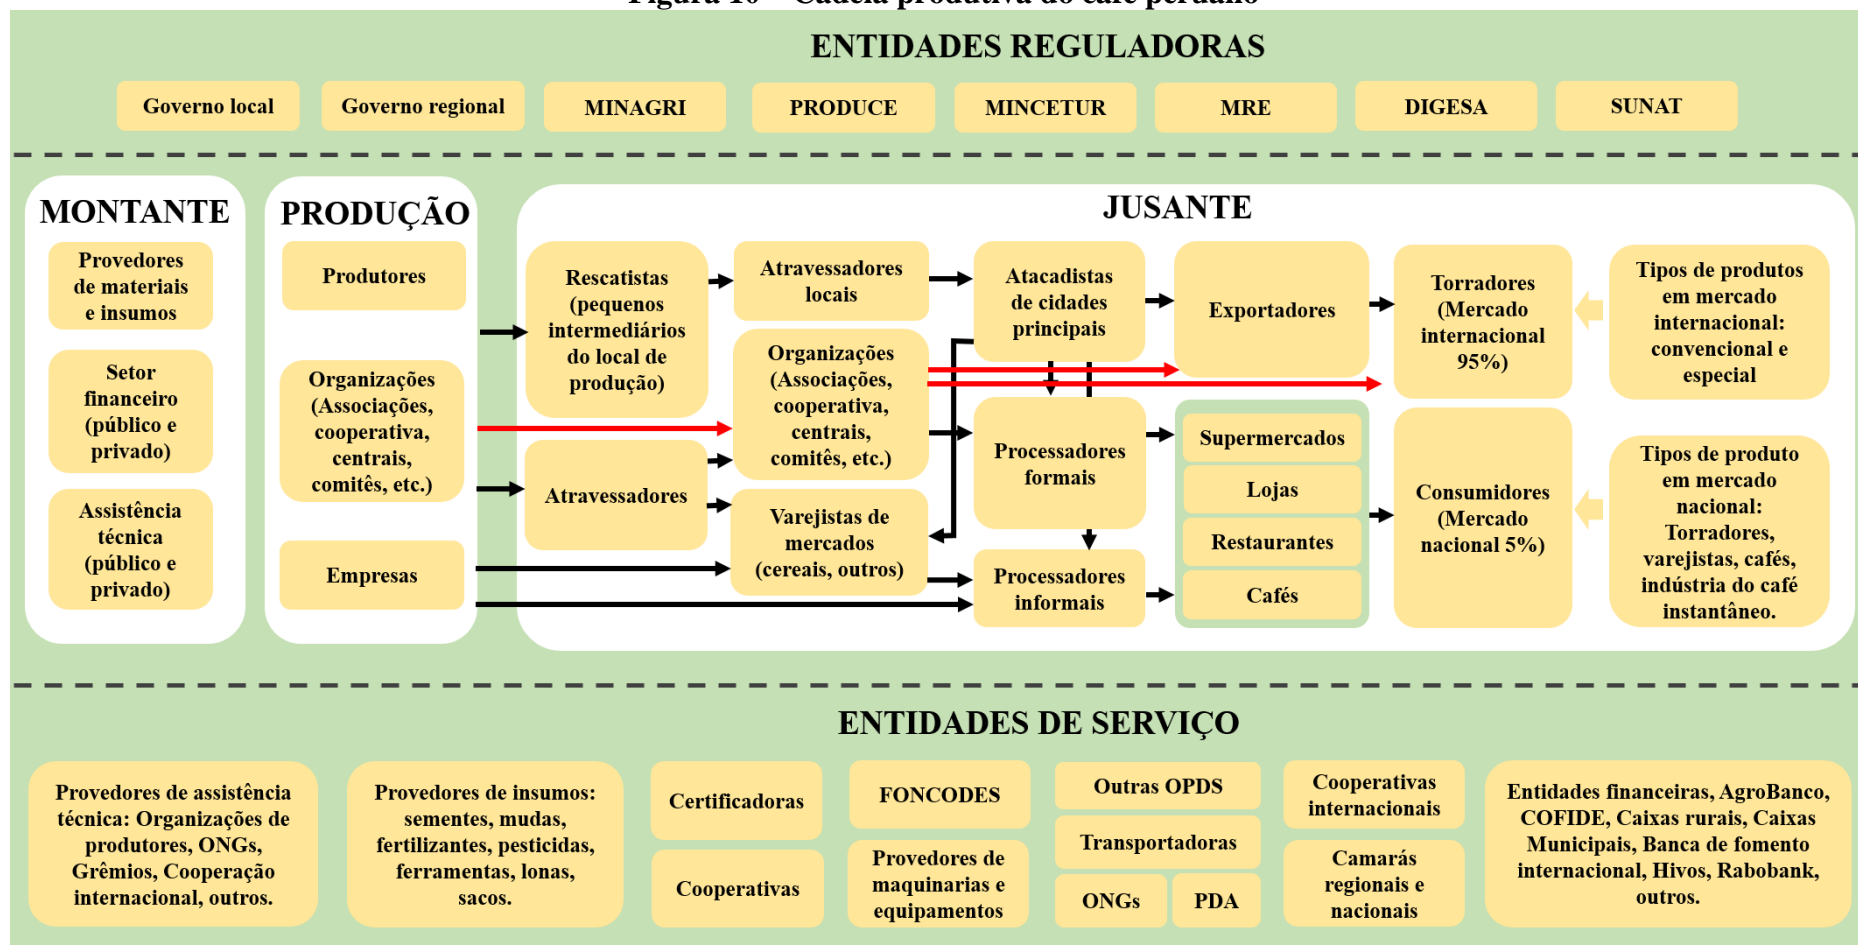 Figura 10 – Cadeia produtiva do café peruano
ENTIDADES REGULADORAS
Governo local
Governo regional
MINAGRI
PRODUCE
MINCETUR
MRE
DIGESA
SUNAT
MONTANTE
Provedores
de materiais
e insumos
Setor
financeiro
(público e
privado)
Assistência
técnica
(público e
privado)
PRODUÇÃO
Produtores
Organizações
(Associações,
cooperativa,
centrais,
comitês, etc.)
Empresas
JUSANTE
Rescatistas
(pequenos
intermediários
do local de
produção)
Atravessadores
Atravessadores
locais
Organizações
(Associações,
cooperativa,
centrais,
comitês, etc.)
Varejistas de
mercados
(cereais, outros)
Atacadistas
de cidades
principais
Processadores
formais
Processadores
informais
Exportadores
Supermercados
Lojas
Restaurantes
Cafés
Torradores
(Mercado
internacional
95%)
Consumidores
(Mercado
nacional 5%)
Tipos de produtos
em mercado
internacional:
convencional e
especial
Tipos de produto
em mercado
nacional:
Torradores,
varejistas, cafés,
indústria do café
instantâneo.
ENTIDADES DE SERVIÇO
Provedores de assistência
técnica: Organizações de
produtores, ONGs,
Grêmios, Cooperação
internacional, outros.
Provedores de insumos:
sementes, mudas,
fertilizantes, pesticidas,
ferramentas, lonas,
sacos.
Certificadoras
Cooperativas
FONCODES
Provedores de
maquinarias e
equipamentos
Outras OPDS
Transportadoras
ONGs
PDA
Cooperativas
internacionais
Camarás
regionais e
nacionais
Entidades financeiras, AgroBanco,
COFIDE, Caixas rurais, Caixas
Municipais, Banca de fomento
internacional, Hivos, Rabobank,
outros.